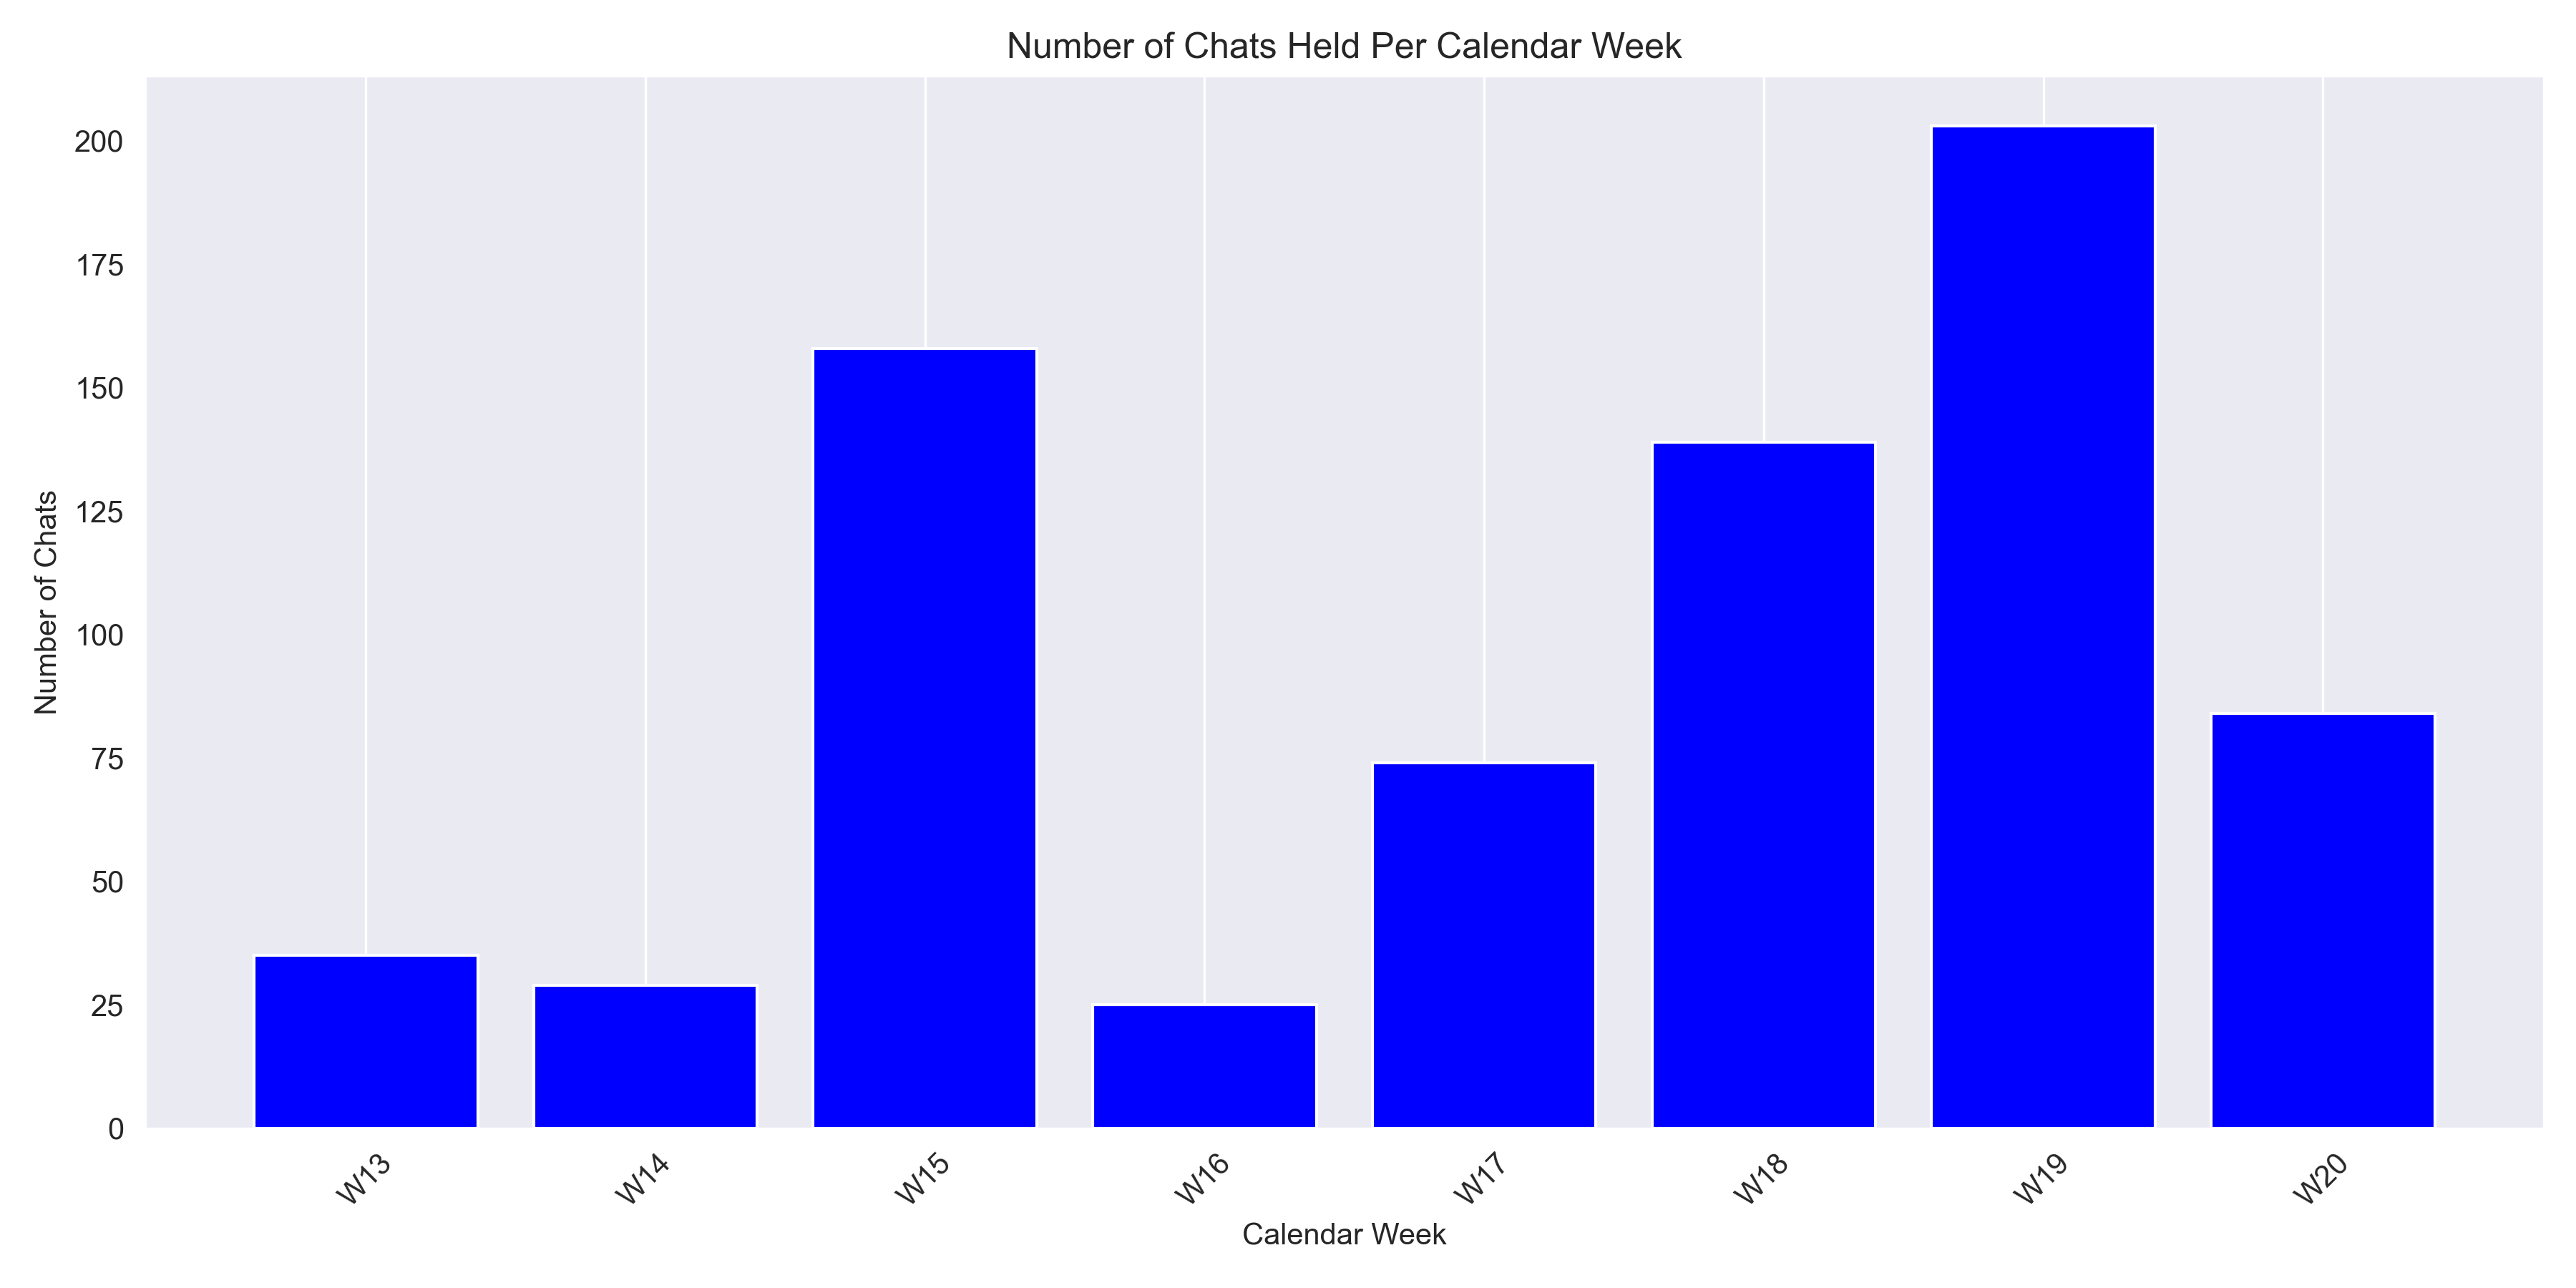 Number of Chats Held Per Calendar Week
200
175
150
125
100
75
50
25
0
Number of Chats
W13
W14
W15
W16
W17
W18
W19
W20
Calendar Week